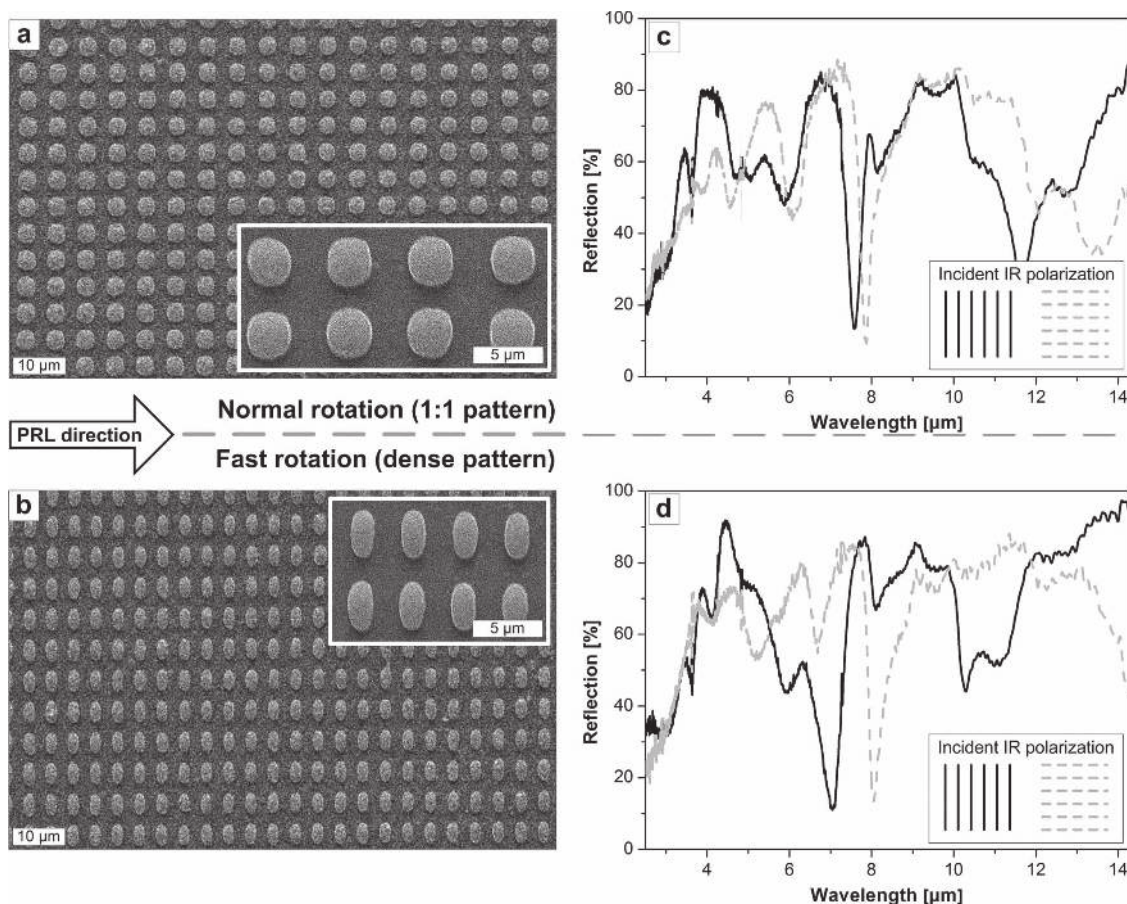 a
5 µm
10 µm
PRL direction
Normal rotation (1:1 pattern)
Fast rotation (dense pattern)
b
5 µm
10 µm
c
100
80
60
40
20
0
Reflection [%]
Incident IR polarization
4 6 8 10 12 14
Wavelength [µm]
d
100
80
60
40
20
0
Reflection [%]
Incident IR polarization
4 6 8 10 12 14
Wavelength [µm]